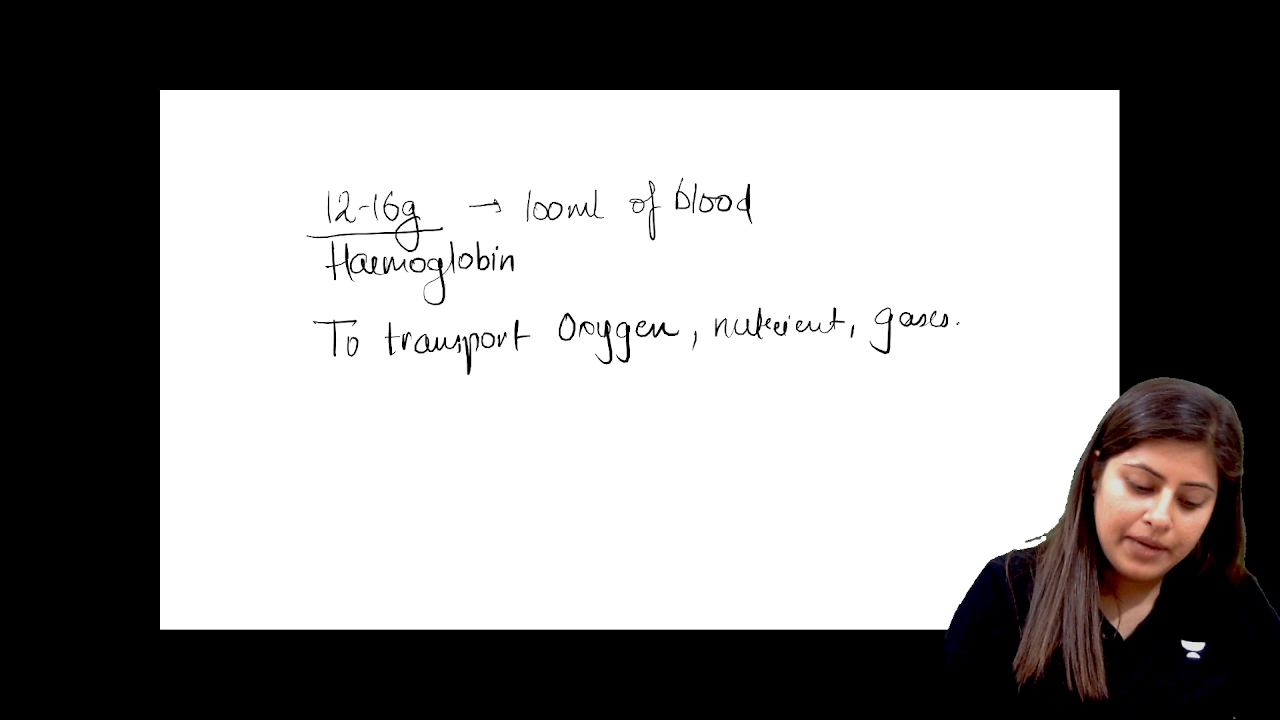 12-16g → 100ml of blood
Haemoglobin
To transport Oxygen, nutrient, gases.